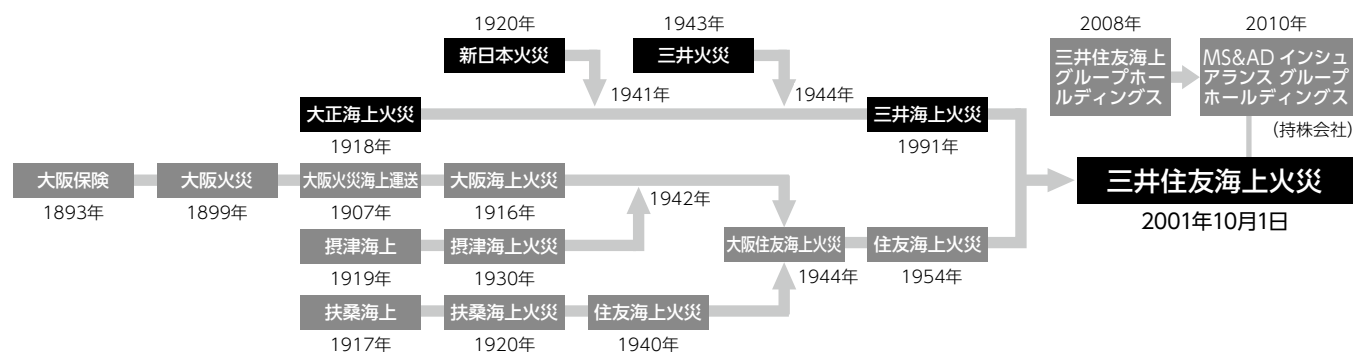 1920年
1943年
2008年
2010年
新日本火災
三井火災
三井住友海上
グループホー
ルディングス
MS&AD インシュ
アランス グループ
ホールディングス
1941年
1944年
大正海上火災
三井海上火災
(持株会社)
1918年
1991年
大阪保険
大阪火災
大阪火災海上運送
大阪海上火災
三井住友海上火災
1893年
1899年
1907年
1916年
1942年
2001年10月1日
摂津海上
摂津海上火災
大阪住友海上火災
住友海上火災
1919年
1930年
1944年
1954年
扶桑海上
扶桑海上火災
住友海上火災
1917年
1920年
1940年